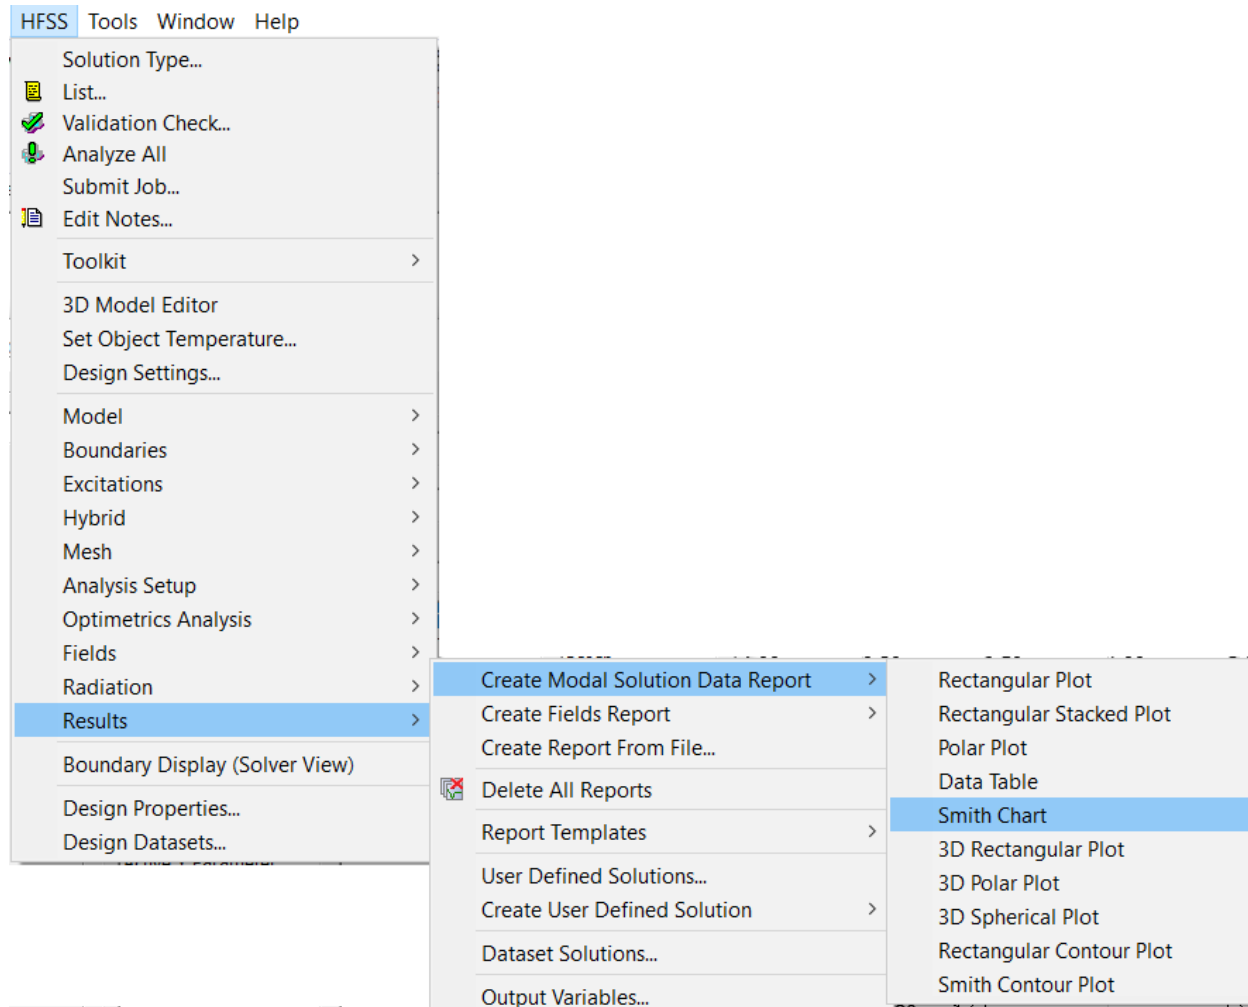 HFSS Tools Window Help
Solution Type...
List...
Validation Check...
Analyze All
Submit Job...
Edit Notes...
Toolkit
3D Model Editor
Set Object Temperature...
Design Settings...
Model
Boundaries
Excitations
Hybrid
Mesh
Analysis Setup
Optimetrics Analysis
Fields
Radiation
Results
Boundary Display (Solver View)
Design Properties...
Design Datasets...
Create Modal Solution Data Report
Create Fields Report
Create Report From File...
Delete All Reports
Report Templates
User Defined Solutions...
Create User Defined Solution
Dataset Solutions...
Output Variables...
Rectangular Plot
Rectangular Stacked Plot
Polar Plot
Data Table
Smith Chart
3D Rectangular Plot
3D Polar Plot
3D Spherical Plot
Rectangular Contour Plot
Smith Contour Plot